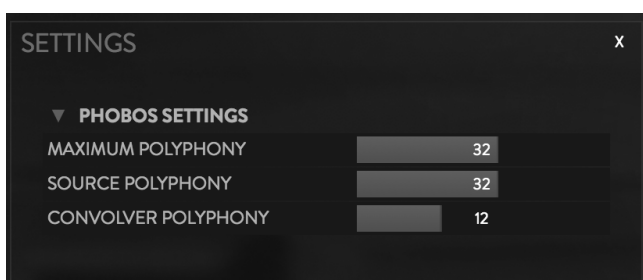 SETTINGS X
PHOBOS SETTINGS
MAXIMUM POLYPHONY 32
SOURCE POLYPHONY 32
CONVOLVER POLYPHONY 12